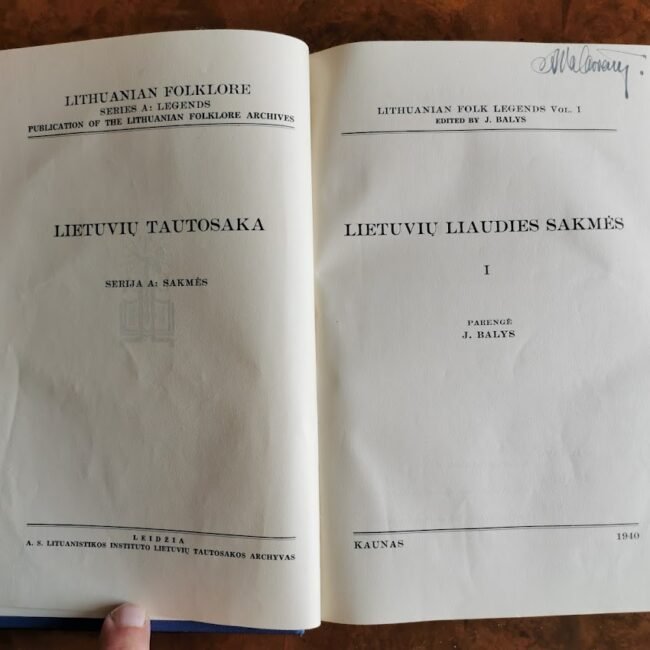 LITHUANIAN FOLKLORE
SERIES A: LEGENDS
PUBLICATION OF THE LITHUANIAN FOLKLORE ARCHIVES
LIETUVIŲ TAUTOSAKA
SERIJA A: SAKMĖS
LEIDŽIA
A. S. LITUANISTIKOS INSTITUTO LIETUVIŲ TAUTOSAKOS ARCHYVAS
LITHUANIAN FOLK LEGENDS VOL. I
EDITED BY J. BALYS
LIETUVIŲ LIAUDIES SAKMĖS
I
PARENGĖ
J. BALYS
KAUNAS 1940